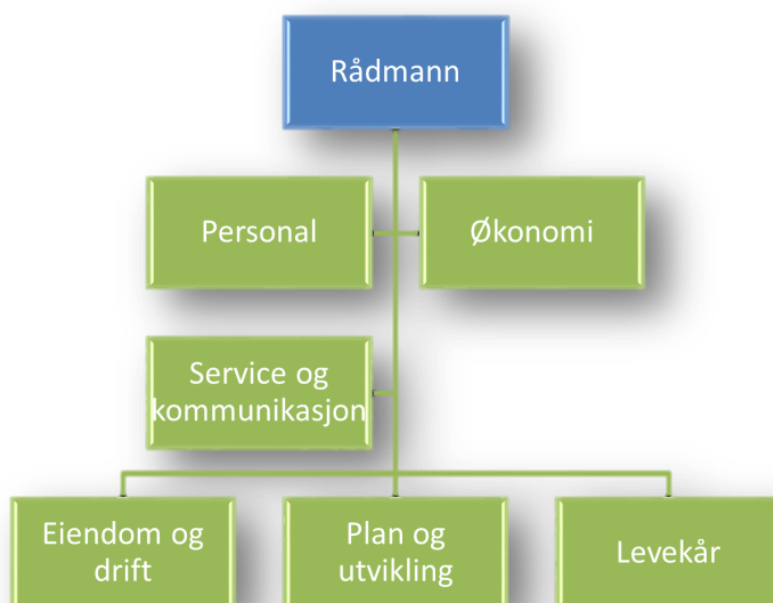 Rådmann
Personal
Økonomi
Service og
kommunikasjon
Eiendom og
drift
Plan og
utvikling
Levekår